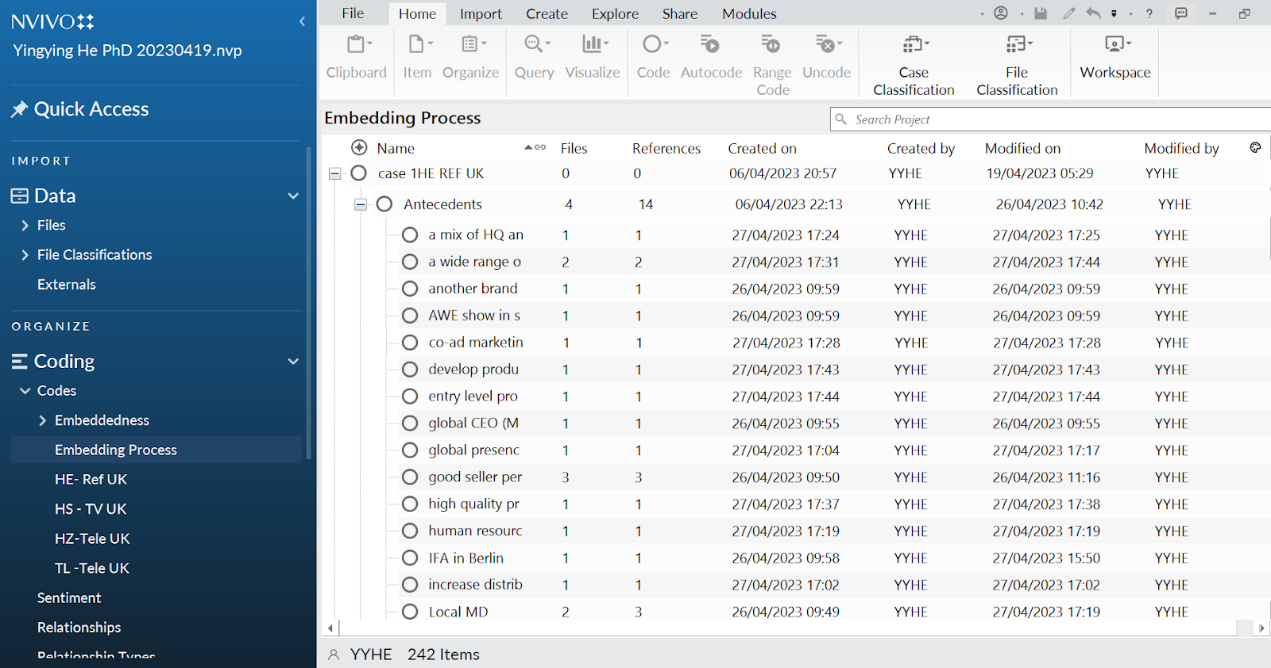 NVIVO
Yingying He PhD 20230419.nvp
Quick Access
IMPORT
Data
Files
File Classifications
Externals
ORGANIZE
Coding
Codes
Embeddedness
Embedding Process
HE- Ref UK
HS - TV UK
HZ-Tele UK
TL -Tele UK
Sentiment
Relationships
Relationship Types
File Home Import Create Explore Share Modules
Clipboard Item Organize Query Visualize Code Autocode Range Code Uncode Case Classification File Classification Workspace
Embedding Process
Search Project
Name Files References Created on Created by Modified on Modified by
case 1HE REF UK 0 0 06/04/2023 20:57 YYHE 19/04/2023 05:29 YYHE
Antecedents 4 14 06/04/2023 22:13 YYHE 26/04/2023 10:42 YYHE
a mix of HQ an 1 1 27/04/2023 17:24 YYHE 27/04/2023 17:25 YYHE
a wide range o 2 2 27/04/2023 17:31 YYHE 27/04/2023 17:44 YYHE
another brand 1 1 26/04/2023 09:59 YYHE 26/04/2023 09:59 YYHE
AWE show in s 1 1 26/04/2023 09:59 YYHE 26/04/2023 09:59 YYHE
co-ad marketin 1 1 27/04/2023 17:28 YYHE 27/04/2023 17:28 YYHE
develop produ 1 1 27/04/2023 17:43 YYHE 27/04/2023 17:43 YYHE
entry level pro 1 1 27/04/2023 17:44 YYHE 27/04/2023 17:44 YYHE
global CEO (M 1 1 26/04/2023 09:55 YYHE 26/04/2023 09:55 YYHE
global presenc 1 1 27/04/2023 17:04 YYHE 27/04/2023 17:17 YYHE
good seller per 3 3 26/04/2023 09:50 YYHE 26/04/2023 11:16 YYHE
high quality pr 1 1 27/04/2023 17:37 YYHE 27/04/2023 17:38 YYHE
human resourc 1 1 27/04/2023 17:19 YYHE 27/04/2023 17:19 YYHE
IFA in Berlin 1 1 26/04/2023 09:58 YYHE 27/04/2023 15:50 YYHE
increase distrib 1 1 27/04/2023 17:02 YYHE 27/04/2023 17:02 YYHE
Local MD 2 3 26/04/2023 09:49 YYHE 27/04/2023 17:19 YYHE
YYHE 242 Items